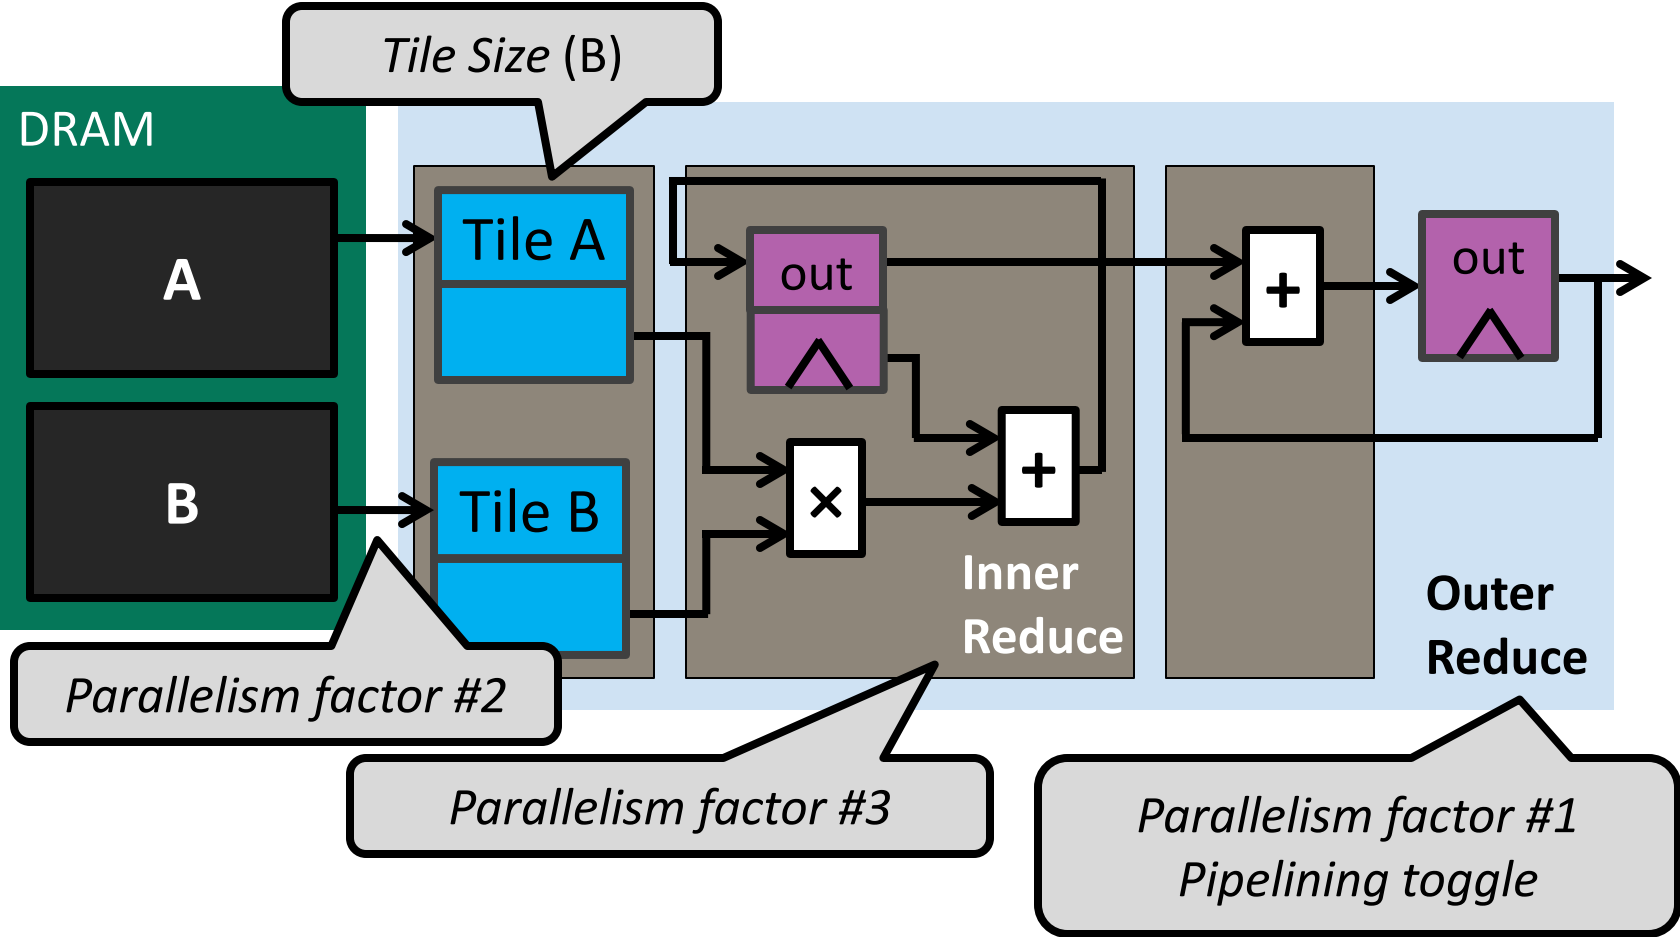 Tile Size (B)
DRAM
A
B
Tile A
Tile B
out
×
+
Inner
Reduce
+
out
Outer
Reduce
Parallelism factor #2
Parallelism factor #3
Parallelism factor #1
Pipelining toggle